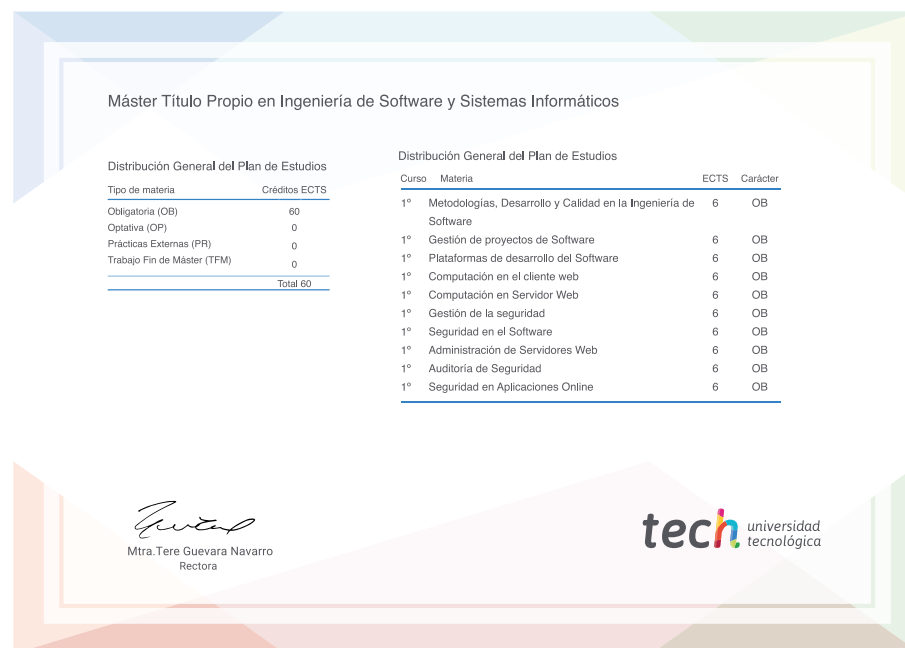 Máster Título Propio en Ingeniería de Software y Sistemas Informáticos
Distribución General del Plan de Estudios
Tipo de materia Créditos ECTS
Obligatoria (OB) 60
Optativa (OP) 0
Prácticas Externas (PR) 0
Trabajo Fin de Máster (TFM) 0
Total 60
Distribución General del Plan de Estudios
Curso Materia ECTS Carácter
1º Metodologías, Desarrollo y Calidad en la Ingeniería de 6 OB
Software
1º Gestión de proyectos de Software 6 OB
1º Plataformas de desarrollo del Software 6 OB
1º Computación en el cliente web 6 OB
1º Computación en Servidor Web 6 OB
1º Gestión de la seguridad 6 OB
1º Seguridad en el Software 6 OB
1º Administración de Servidores Web 6 OB
1º Auditoría de Seguridad 6 OB
1º Seguridad en Aplicaciones Online 6 OB
Mtra.Tere Guevara Navarro
Rectora
tech universidad
tecnológica